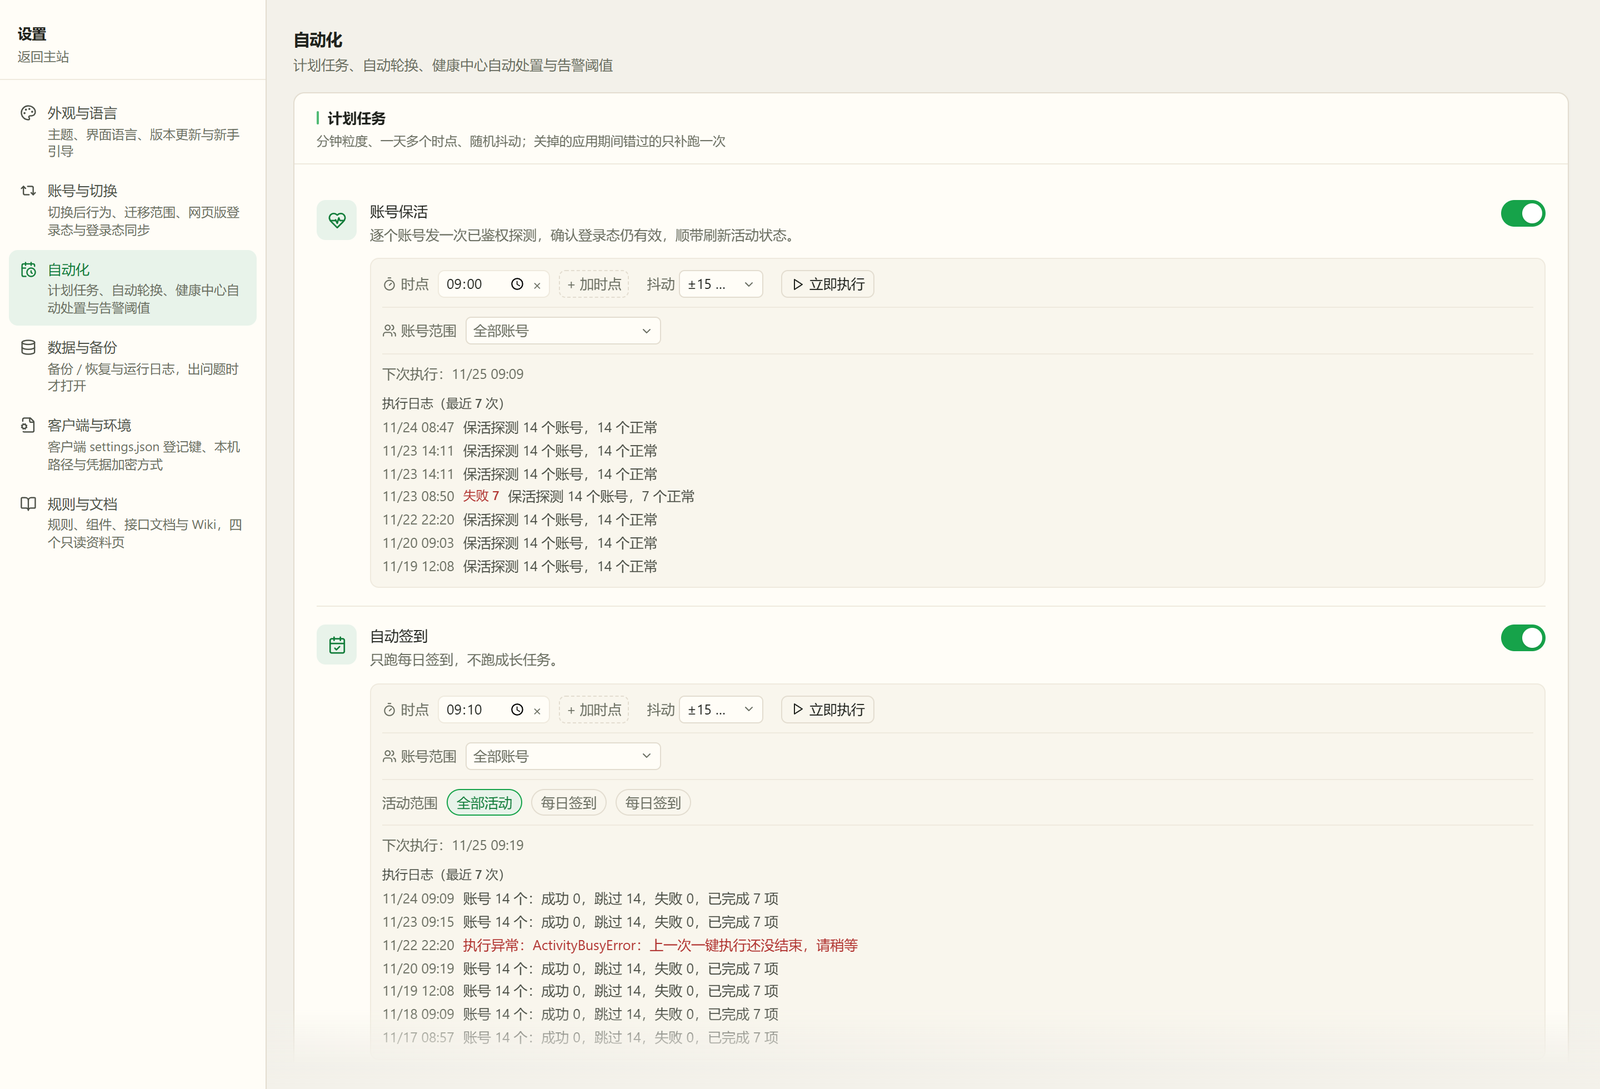 设置
返回主站
外观与语言
主题、界面语言、版本更新与新手
引导
账号与切换
切换后行为、迁移范围、网页版登
录态与登录态同步
自动化
计划任务、自动轮换、健康中心自
动处置与告警阈值
数据与备份
备份 / 恢复与运行日志，出问题时
才打开
客户端与环境
客户端 settings.json 登记键、本机
路径与凭据加密方式
规则与文档
规则、组件、接口文档与 Wiki，四
个只读资料页
自动化
计划任务、自动轮换、健康中心自动处置与告警阈值
计划任务
分钟粒度、一天多个时点、随机抖动；关掉的应用期间错过的只补跑一次
账号保活
逐个账号发一次已鉴权探测，确认登录态仍有效，顺带刷新活动状态。
时点 09:00 × + 加时点 抖动 ±15 ... 立即执行
账号范围 全部账号
下次执行：11/25 09:09
执行日志（最近 7 次）
11/24 08:47 保活探测 14 个账号，14 个正常
11/23 14:11 保活探测 14 个账号，14 个正常
11/23 14:11 保活探测 14 个账号，14 个正常
11/23 08:50 失败 7 保活探测 14 个账号，7 个正常
11/22 22:20 保活探测 14 个账号，14 个正常
11/20 09:03 保活探测 14 个账号，14 个正常
11/19 12:08 保活探测 14 个账号，14 个正常
自动签到
只跑每日签到，不跑成长任务。
时点 09:10 × + 加时点 抖动 ±15 ... 立即执行
账号范围 全部账号
活动范围 全部活动 每日签到 每日签到
下次执行：11/25 09:19
执行日志（最近 7 次）
11/24 09:09 账号 14 个：成功 0，跳过 14，失败 0，已完成 7 项
11/23 09:15 账号 14 个：成功 0，跳过 14，失败 0，已完成 7 项
11/22 22:20 执行异常：ActivityBusyError：上一次一键执行还没结束，请稍等
11/20 09:19 账号 14 个：成功 0，跳过 14，失败 0，已完成 7 项
11/19 12:08 账号 14 个：成功 0，跳过 14，失败 0，已完成 7 项
11/18 09:09 账号 14 个：成功 0，跳过 14，失败 0，已完成 7 项
11/17 08:57 账号 14 个：成功 0，跳过 14，失败 0，已完成 7 项